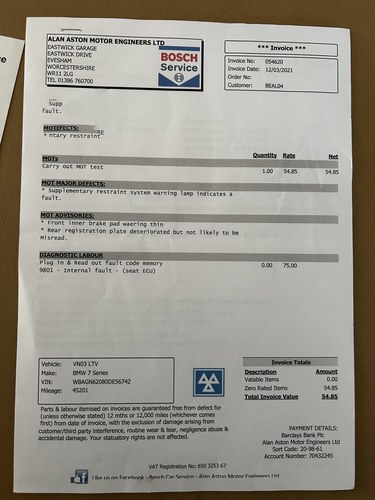 ALAN ASTON MOTOR ENGINEERS LTD
EASTWICK GARAGE
EASTWICK DRIVE
EVESHAM
WORCESTERSHIRE
WR11 2LG
TEL 01386 760700
BOSCH
Service
*** Invoice ***
Invoice No: 054620
Invoice Date: 12/03/2021
Order No:
Customer: BEAL04
Supp
fault.
MOTIFECTS:
* ntary restraint
Quantity Rate Net
MOTs
Carry out MOT test 1.00 54.85 54.85
MOT MAJOR DEFECTS:
* Supplementary restraint system warning lamp indicates a
fault.
MOT ADVISORIES:
* Front inner brake pad waering thin
* Rear registration plate deteriorated but not likely to be
misread.
DIAGNOSTIC LABOUR
Plug in & Read out fault code memory 0.00 75.00
9801 - Internal fault - (seat ECU)
Vehicle: VN03 LTV
Make: BMW 7 Series
VIN: WBAGN62080DE56742
Mileage: 45201
Invoice Totals
Description Amount
Vatable Items 0.00
Zero Rated Items 54.85
Total Invoice Value 54.85
Parts & labour itemised on invoices are guaranteed free from defect for
(unless otherwise stated) 12 mths or 12,000 miles (whichever comes
first) from date of invoice, with the exclusion of damage arising from
customer/third party interference, routine wear & tear, negligence abuse &
accidental damage. Your statutory rights are not affected.
PAYMENT DETAILS:
Barclays Bank Plc
Alan Aston Motor Engineers Ltd
Sort Code: 20-98-61
Account Number: 70432245
VAT Registration No: 650 3253 67
Like us on Facebook - Bosch Car Service - Alan Aston Motor Engineers Ltd